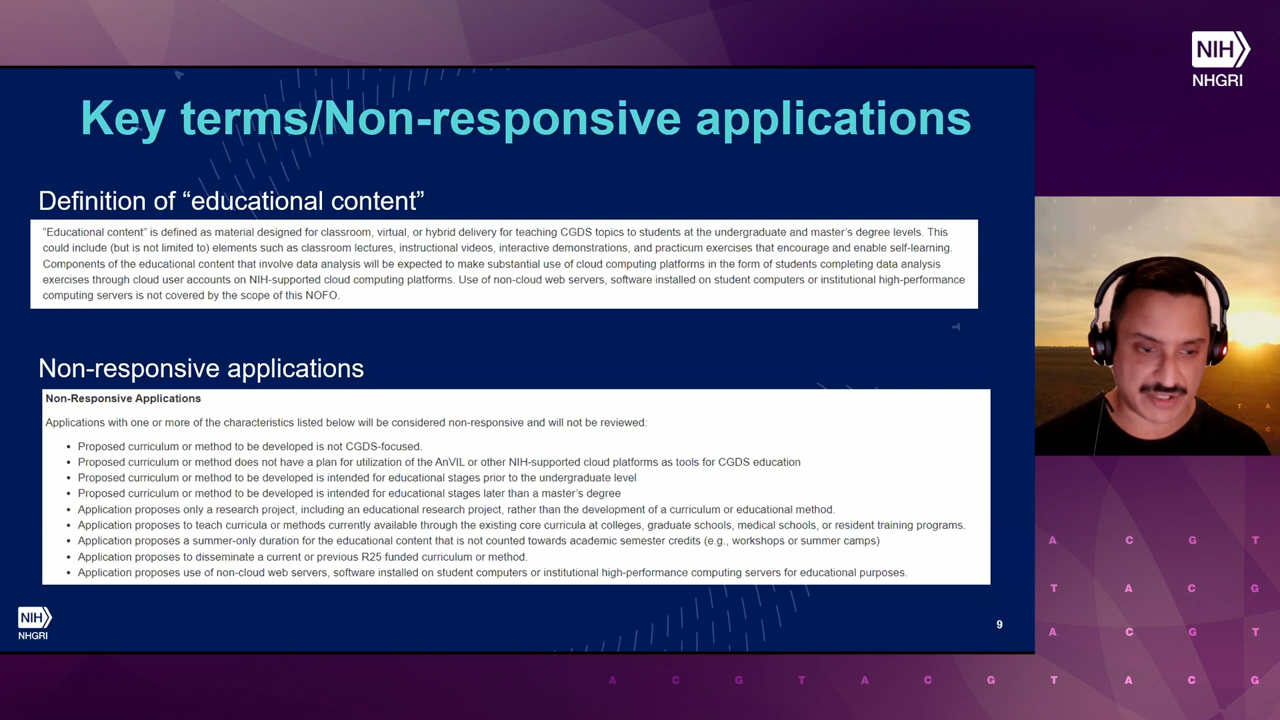 NIH
NHGRI
Key terms/Non-responsive applications
Definition of “educational content”
“Educational content” is defined as material designed for classroom, virtual, or hybrid delivery for teaching CGDS topics to students at the undergraduate and master’s degree levels. This
could include (but is not limited to) elements such as classroom lectures, instructional videos, interactive demonstrations, and practicum exercises that encourage and enable self-learning.
Components of the educational content that involve data analysis will be expected to make substantial use of cloud computing platforms in the form of students completing data analysis
exercises through cloud user accounts on NIH-supported cloud computing platforms. Use of non-cloud web servers, software installed on student computers or institutional high-performance
computing servers is not covered by the scope of this NOFO.
Non-responsive applications
Non-Responsive Applications
Applications with one or more of the characteristics listed below will be considered non-responsive and will not be reviewed:
• Proposed curriculum or method to be developed is not CGDS-focused.
• Proposed curriculum or method does not have a plan for utilization of the AnVIL or other NIH-supported cloud platforms as tools for CGDS education
• Proposed curriculum or method to be developed is intended for educational stages prior to the undergraduate level
• Proposed curriculum or method to be developed is intended for educational stages later than a master’s degree
• Application proposes only a research project, including an educational research project, rather than the development of a curriculum or educational method.
• Application proposes to teach curricula or methods currently available through the existing core curricula at colleges, graduate schools, medical schools, or resident training programs.
• Application proposes a summer-only duration for the educational content that is not counted towards academic semester credits (e.g., workshops or summer camps)
• Application proposes to disseminate a current or previous R25 funded curriculum or method.
• Application proposes use of non-cloud web servers, software installed on student computers or institutional high-performance computing servers for educational purposes.
NIH
NHGRI
9
A C G T
T A C G
A C G T
A C G T A C G T A C G